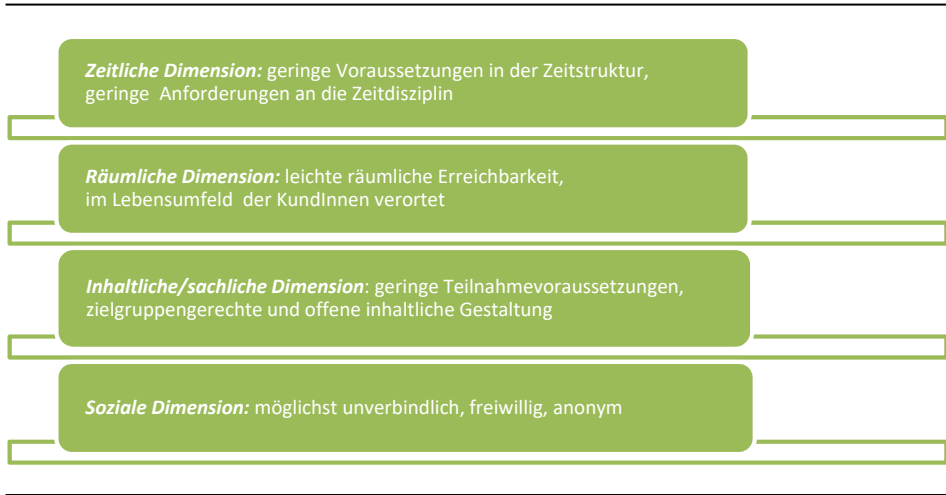 Zeitliche Dimension: geringe Voraussetzungen in der Zeitstruktur,
geringe  Anforderungen an die Zeitdisziplin
Räumliche Dimension: leichte räumliche Erreichbarkeit,
im Lebensumfeld  der KundInnen verortet
Inhaltliche/sachliche Dimension: geringe Teilnahmevoraussetzungen,
zielgruppengerechte und offene inhaltliche Gestaltung
Soziale Dimension: möglichst unverbindlich, freiwillig, anonym